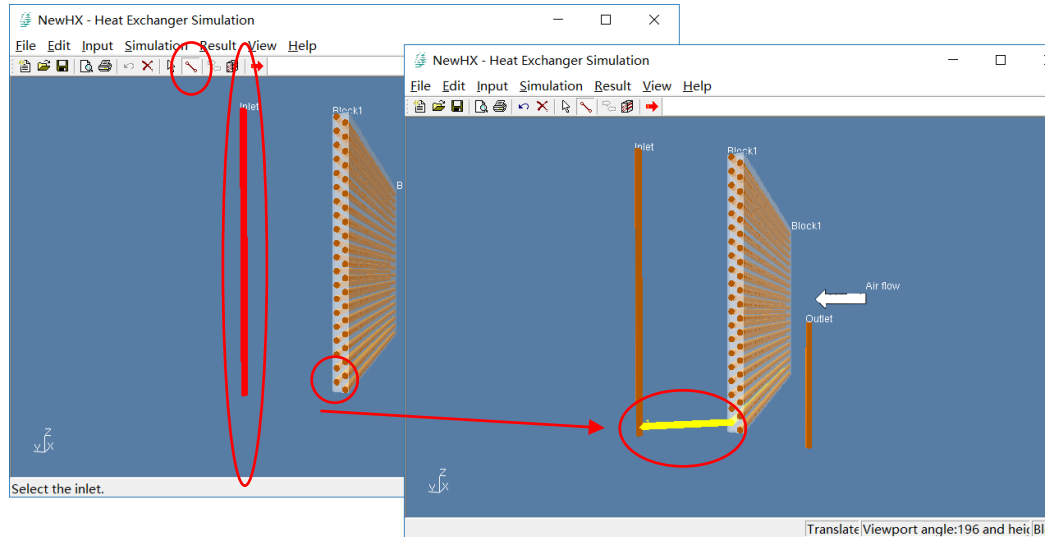 NewHX - Heat Exchanger Simulation
File Edit Input Simulation Result View Help
Inlet
Block1
B
Z
y X
Select the inlet.
NewHX - Heat Exchanger Simulation
File Edit Input Simulation Result View Help
Inlet
Block1
Block1
Air flow
Outlet
Z
y X
Translate Viewport angle:196 and heic Bl